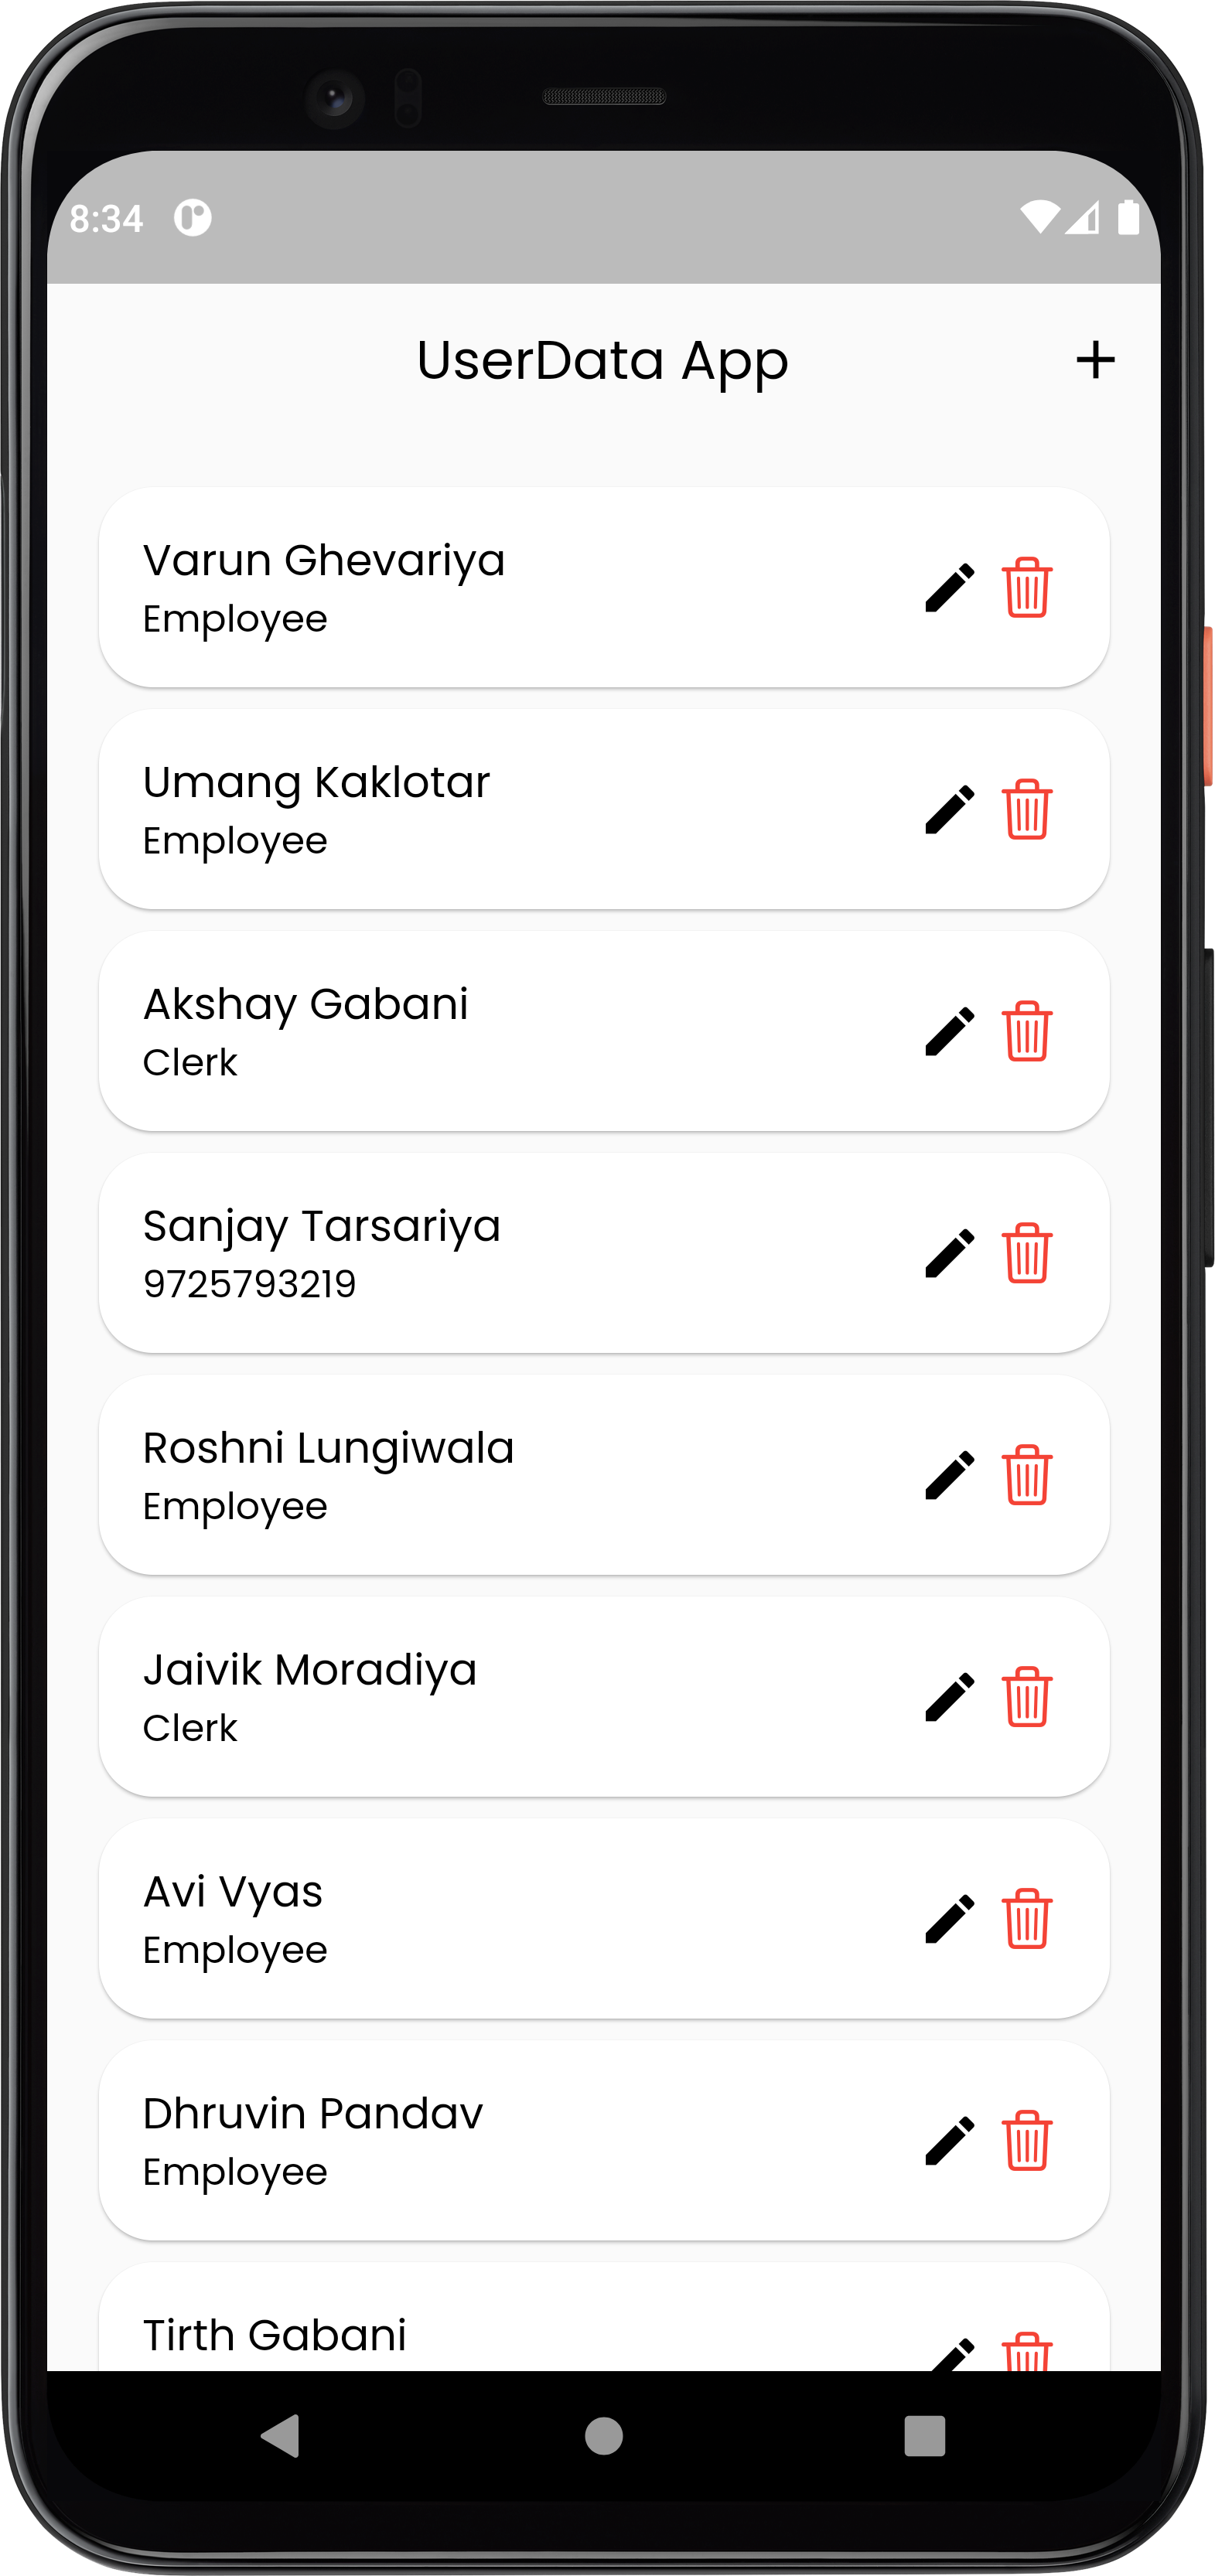 8:34
UserData App
Varun Ghevariya
Employee
Umang Kaklotar
Employee
Akshay Gabani
Clerk
Sanjay Tarsariya
9725793219
Roshni Lungiwala
Employee
Jaivik Moradiya
Clerk
Avi Vyas
Employee
Dhruvin Pandav
Employee
Tirth Gabani